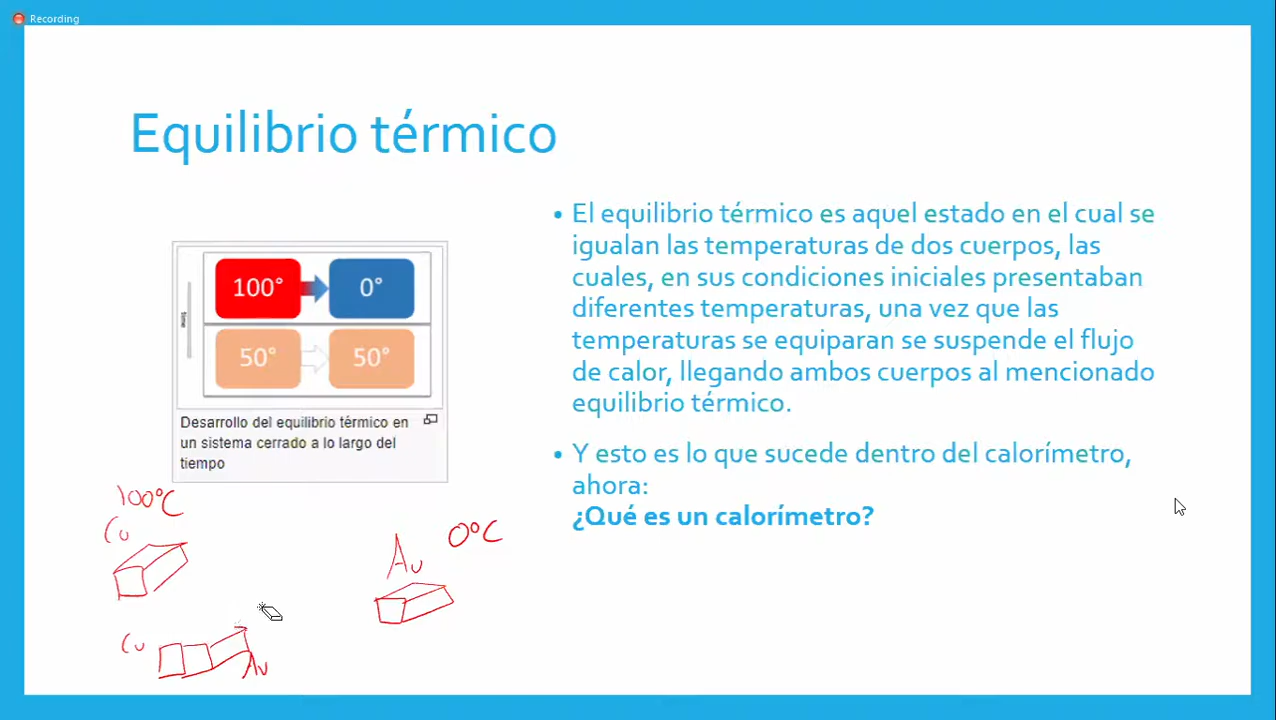 Recording
Equilibrio térmico
100° 0°
time
50° 50°
Desarrollo del equilibrio térmico en
un sistema cerrado a lo largo del
tiempo
• El equilibrio térmico es aquel estado en el cual se
igualan las temperaturas de dos cuerpos, las
cuales, en sus condiciones iniciales presentaban
diferentes temperaturas, una vez que las
temperaturas se equiparan se suspende el flujo
de calor, llegando ambos cuerpos al mencionado
equilibrio térmico.
• Y esto es lo que sucede dentro del calorímetro,
ahora:
¿Qué es un calorímetro?
100°C
Cu
Au 0°C
Cu
Au